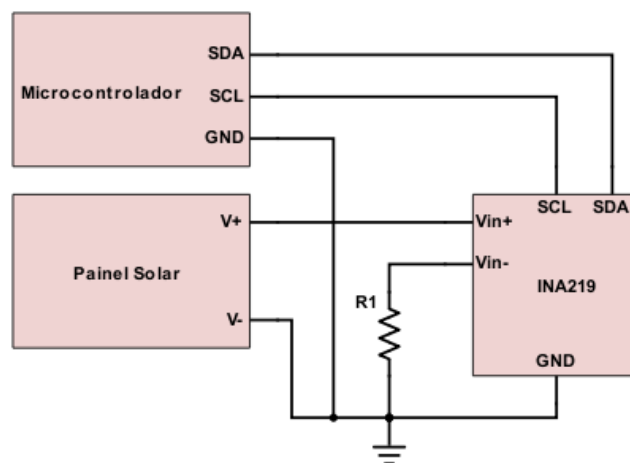 SDA
Microcontrolador
SCL
GND
V+
Painel Solar
V-
SCL SDA
Vin+
Vin-
INA219
GND
R1